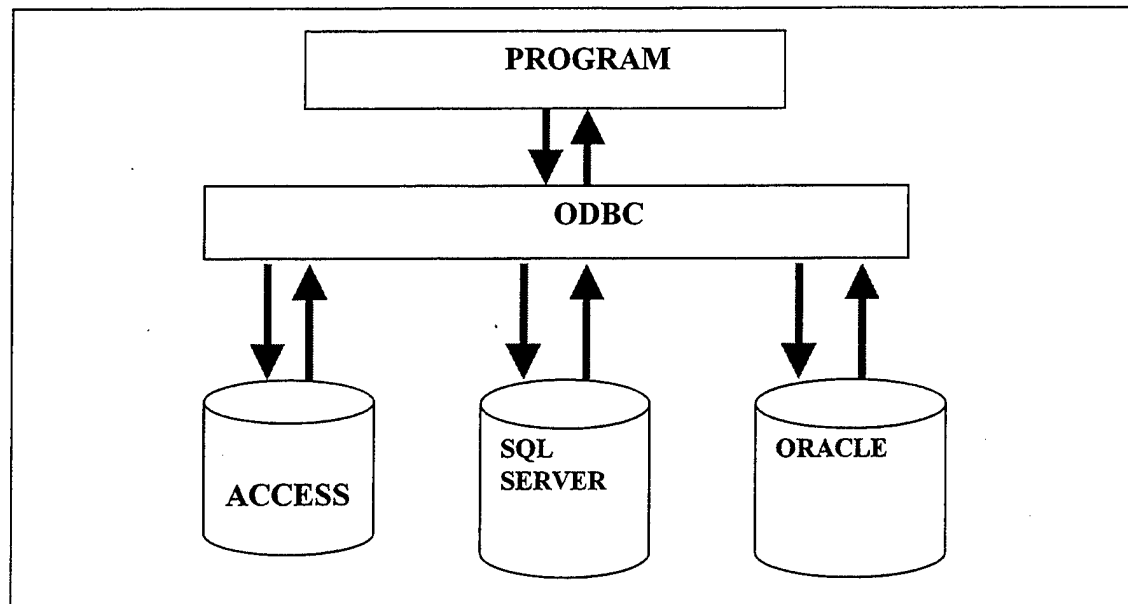 PROGRAM
ODBC
ACCESS
SQL
SERVER
ORACLE